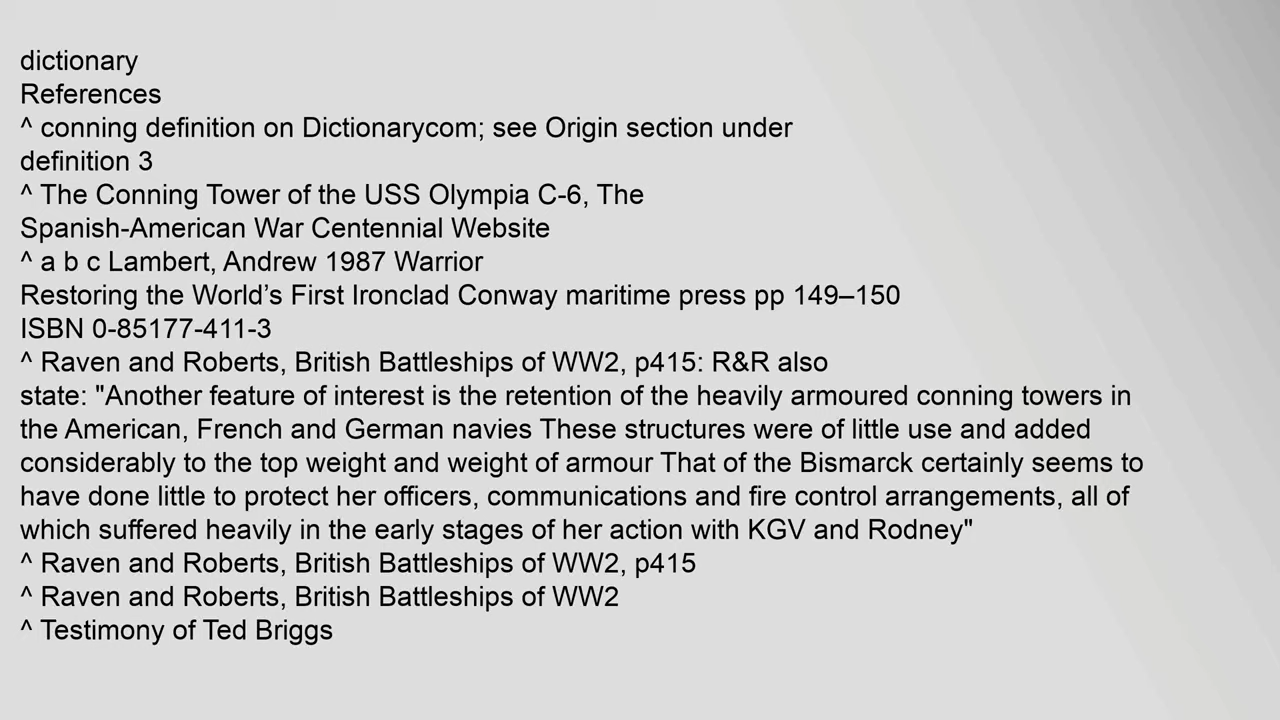 dictionary
References
^ conning definition on Dictionarycom; see Origin section under
definition 3
^ The Conning Tower of the USS Olympia C-6, The
Spanish-American War Centennial Website
^ a b c Lambert, Andrew 1987 Warrior
Restoring the World’s First Ironclad Conway maritime press pp 149–150
ISBN 0-85177-411-3
^ Raven and Roberts, British Battleships of WW2, p415: R&R also
state: "Another feature of interest is the retention of the heavily armoured conning towers in
the American, French and German navies These structures were of little use and added
considerably to the top weight and weight of armour That of the Bismarck certainly seems to
have done little to protect her officers, communications and fire control arrangements, all of
which suffered heavily in the early stages of her action with KGV and Rodney"
^ Raven and Roberts, British Battleships of WW2, p415
^ Raven and Roberts, British Battleships of WW2
^ Testimony of Ted Briggs